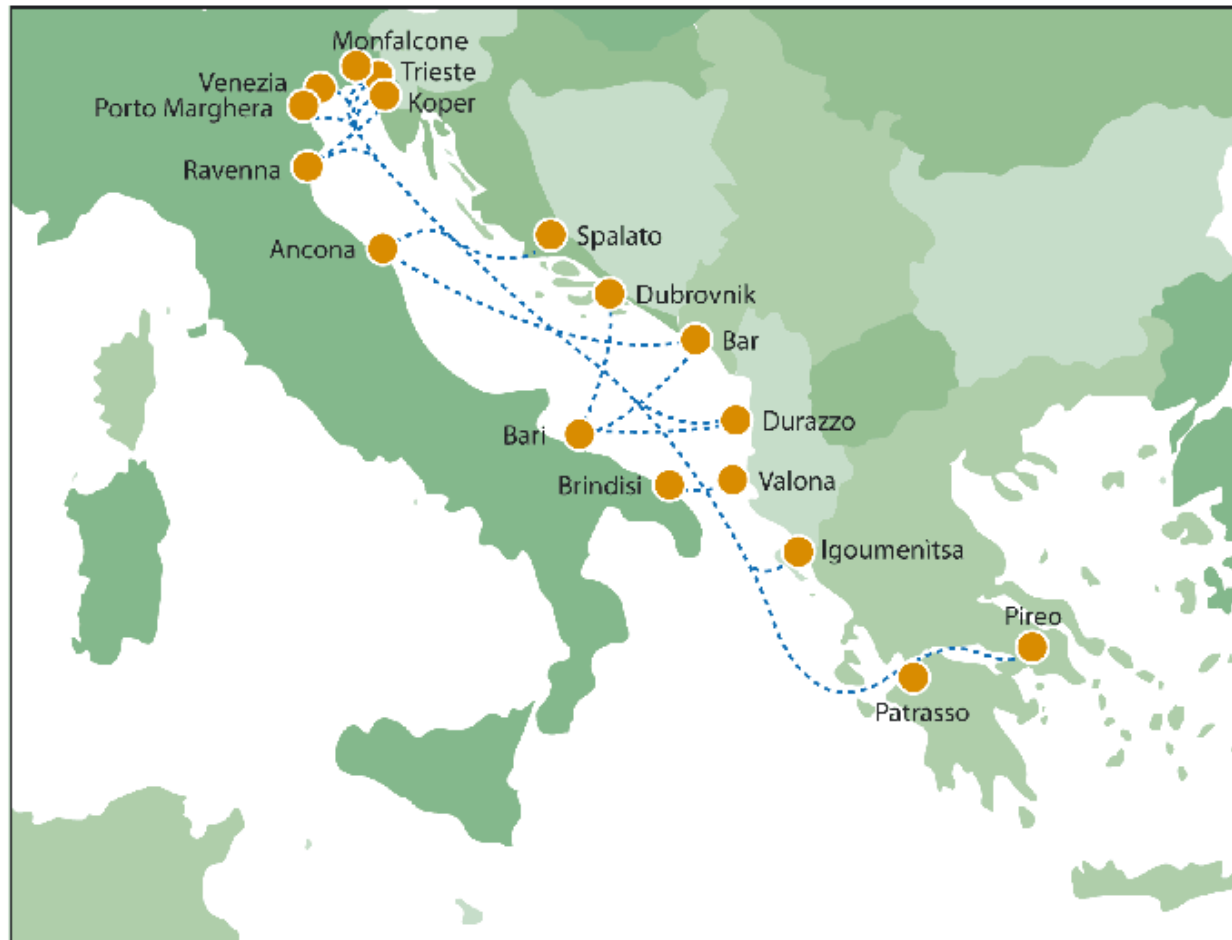 Monfalcone
Trieste
Venezia
Koper
Porto Marghera
Ravenna
Spalato
Ancona
Dubrovnik
Bar
Durazzo
Bari
Valona
Brindisi
Igoumenitsa
Pireo
Patrasso